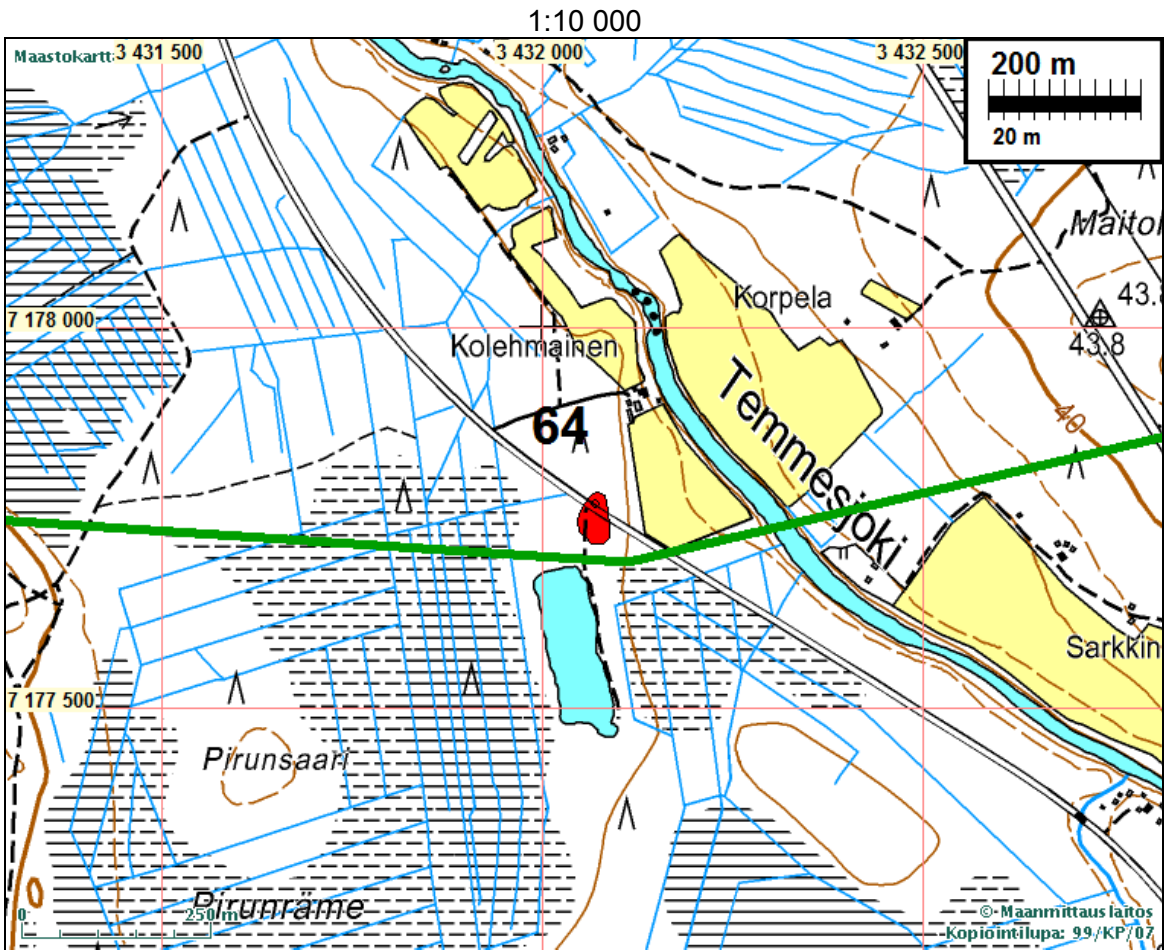 1:10 000
Maastokartt
3 431 500
3 432 000
3 432 500
200 m
20 m
Maitol
Korpela
43.8
7 178 000
Kolehmainen
43.8
Temmesjoki
40
64
Sarkkin
7 177 500
Pirunsaari
Pirunräme
0
250 m
© Maanmittauslaitos
Kopiointilupa: 99/KP/07